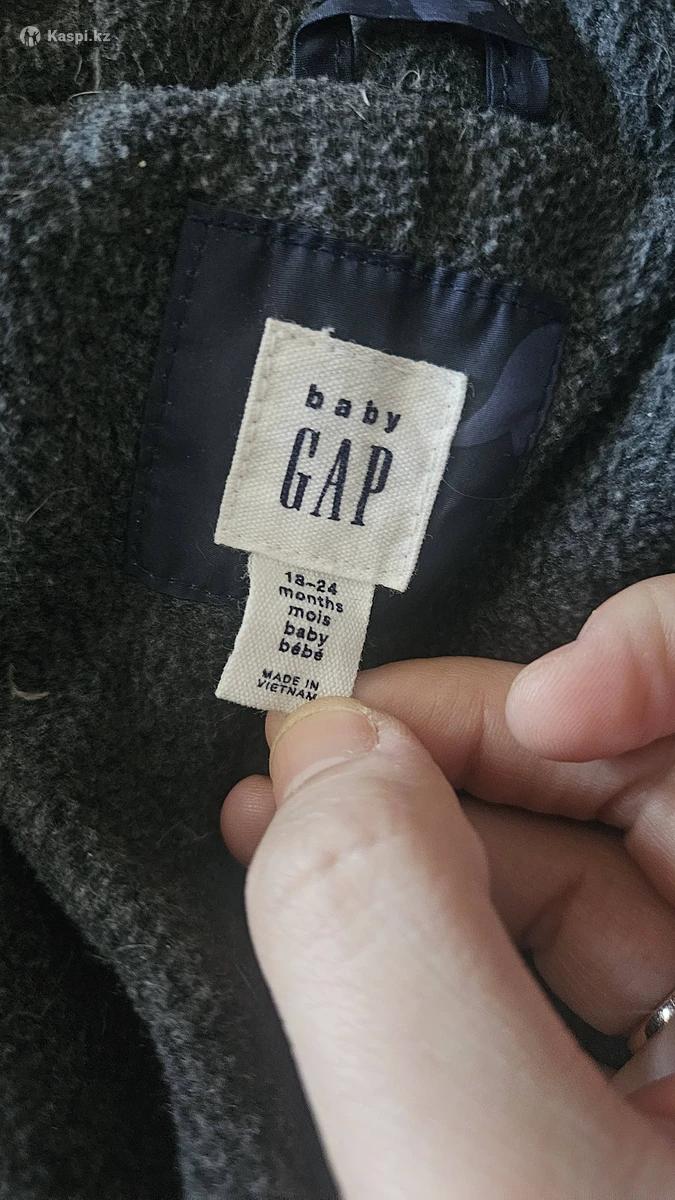 Kaspi.kz
baby
GAP
18-24
months
mois
baby
bébé
MADE IN
VIETNAM